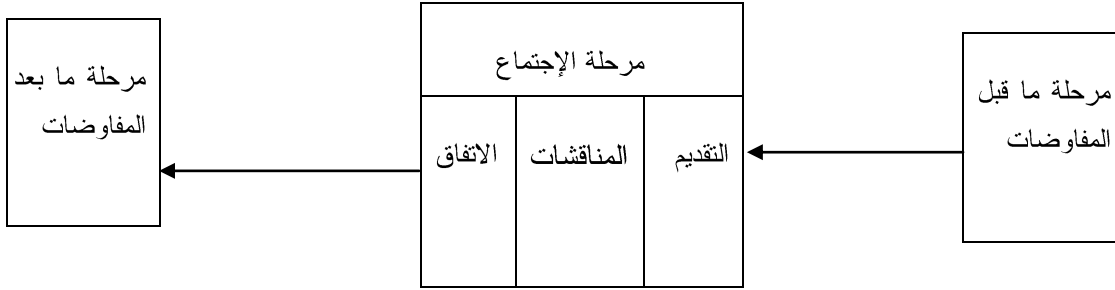 مرحلة ما قبل
المفاوضات
مرحلة الإجتماع
التقديم
المناقشات
الاتفاق
مرحلة ما بعد
المفاوضات